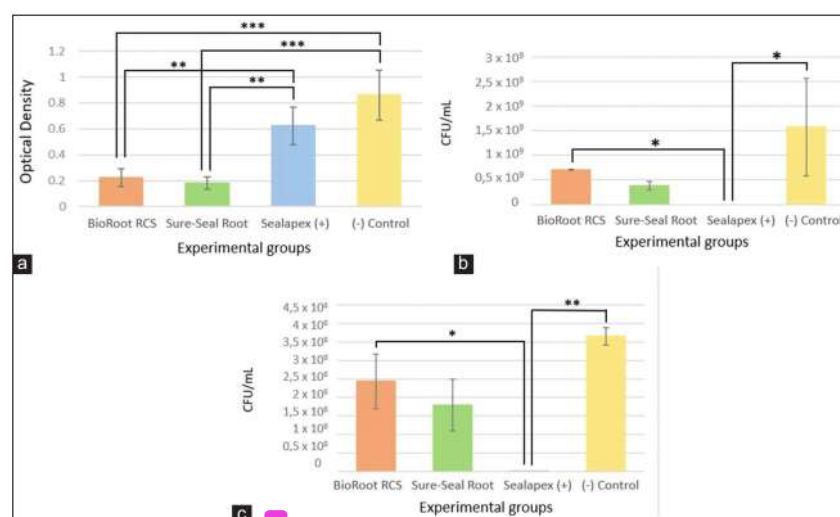 ***
***
**
**
1.2
1
0.8
0.6
0.4
0.2
0
Optical Density
BioRoot RCS Sure-Seal Root Sealapex (+) (-) Control
Experimental groups
a
*
*
3 x 10⁹
2,5 x 10⁹
2 x 10⁹
1,5 x 10⁹
1 x 10⁹
0,5 x 10⁹
0
CFU/mL
BioRoot RCS Sure-Seal Root Sealapex (+) (-) Control
Experimental groups
b
**
*
4,5 x 10⁸
4 x 10⁸
3,5 x 10⁸
3 x 10⁸
2,5 x 10⁸
2 x 10⁸
1,5 x 10⁸
1 x 10⁸
0,5 x 10⁸
0
CFU/mL
BioRoot RCS Sure-Seal Root Sealapex (+) (-) Control
Experimental groups
c